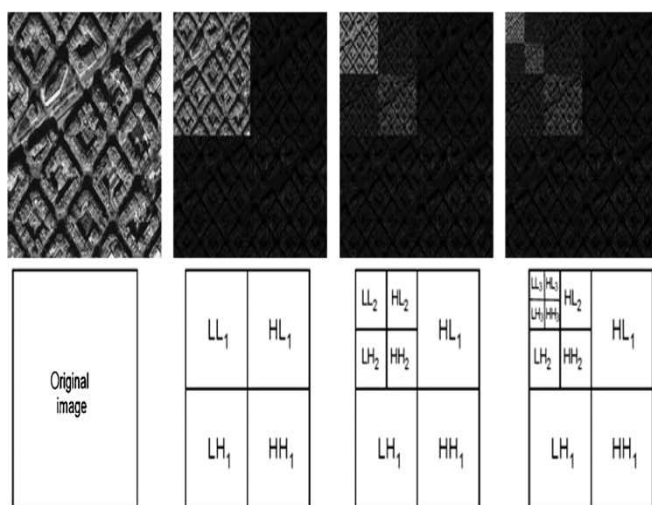 Original
image
LL₁ HL₁
LH₁ HH₁
LL₂ HL₂
HL₁
LH₂ HH₂
LH₁ HH₁
LL₃ HL₃
HL₂
LH₃ HH₃
HL₁
LH₂ HH₂
LH₁ HH₁